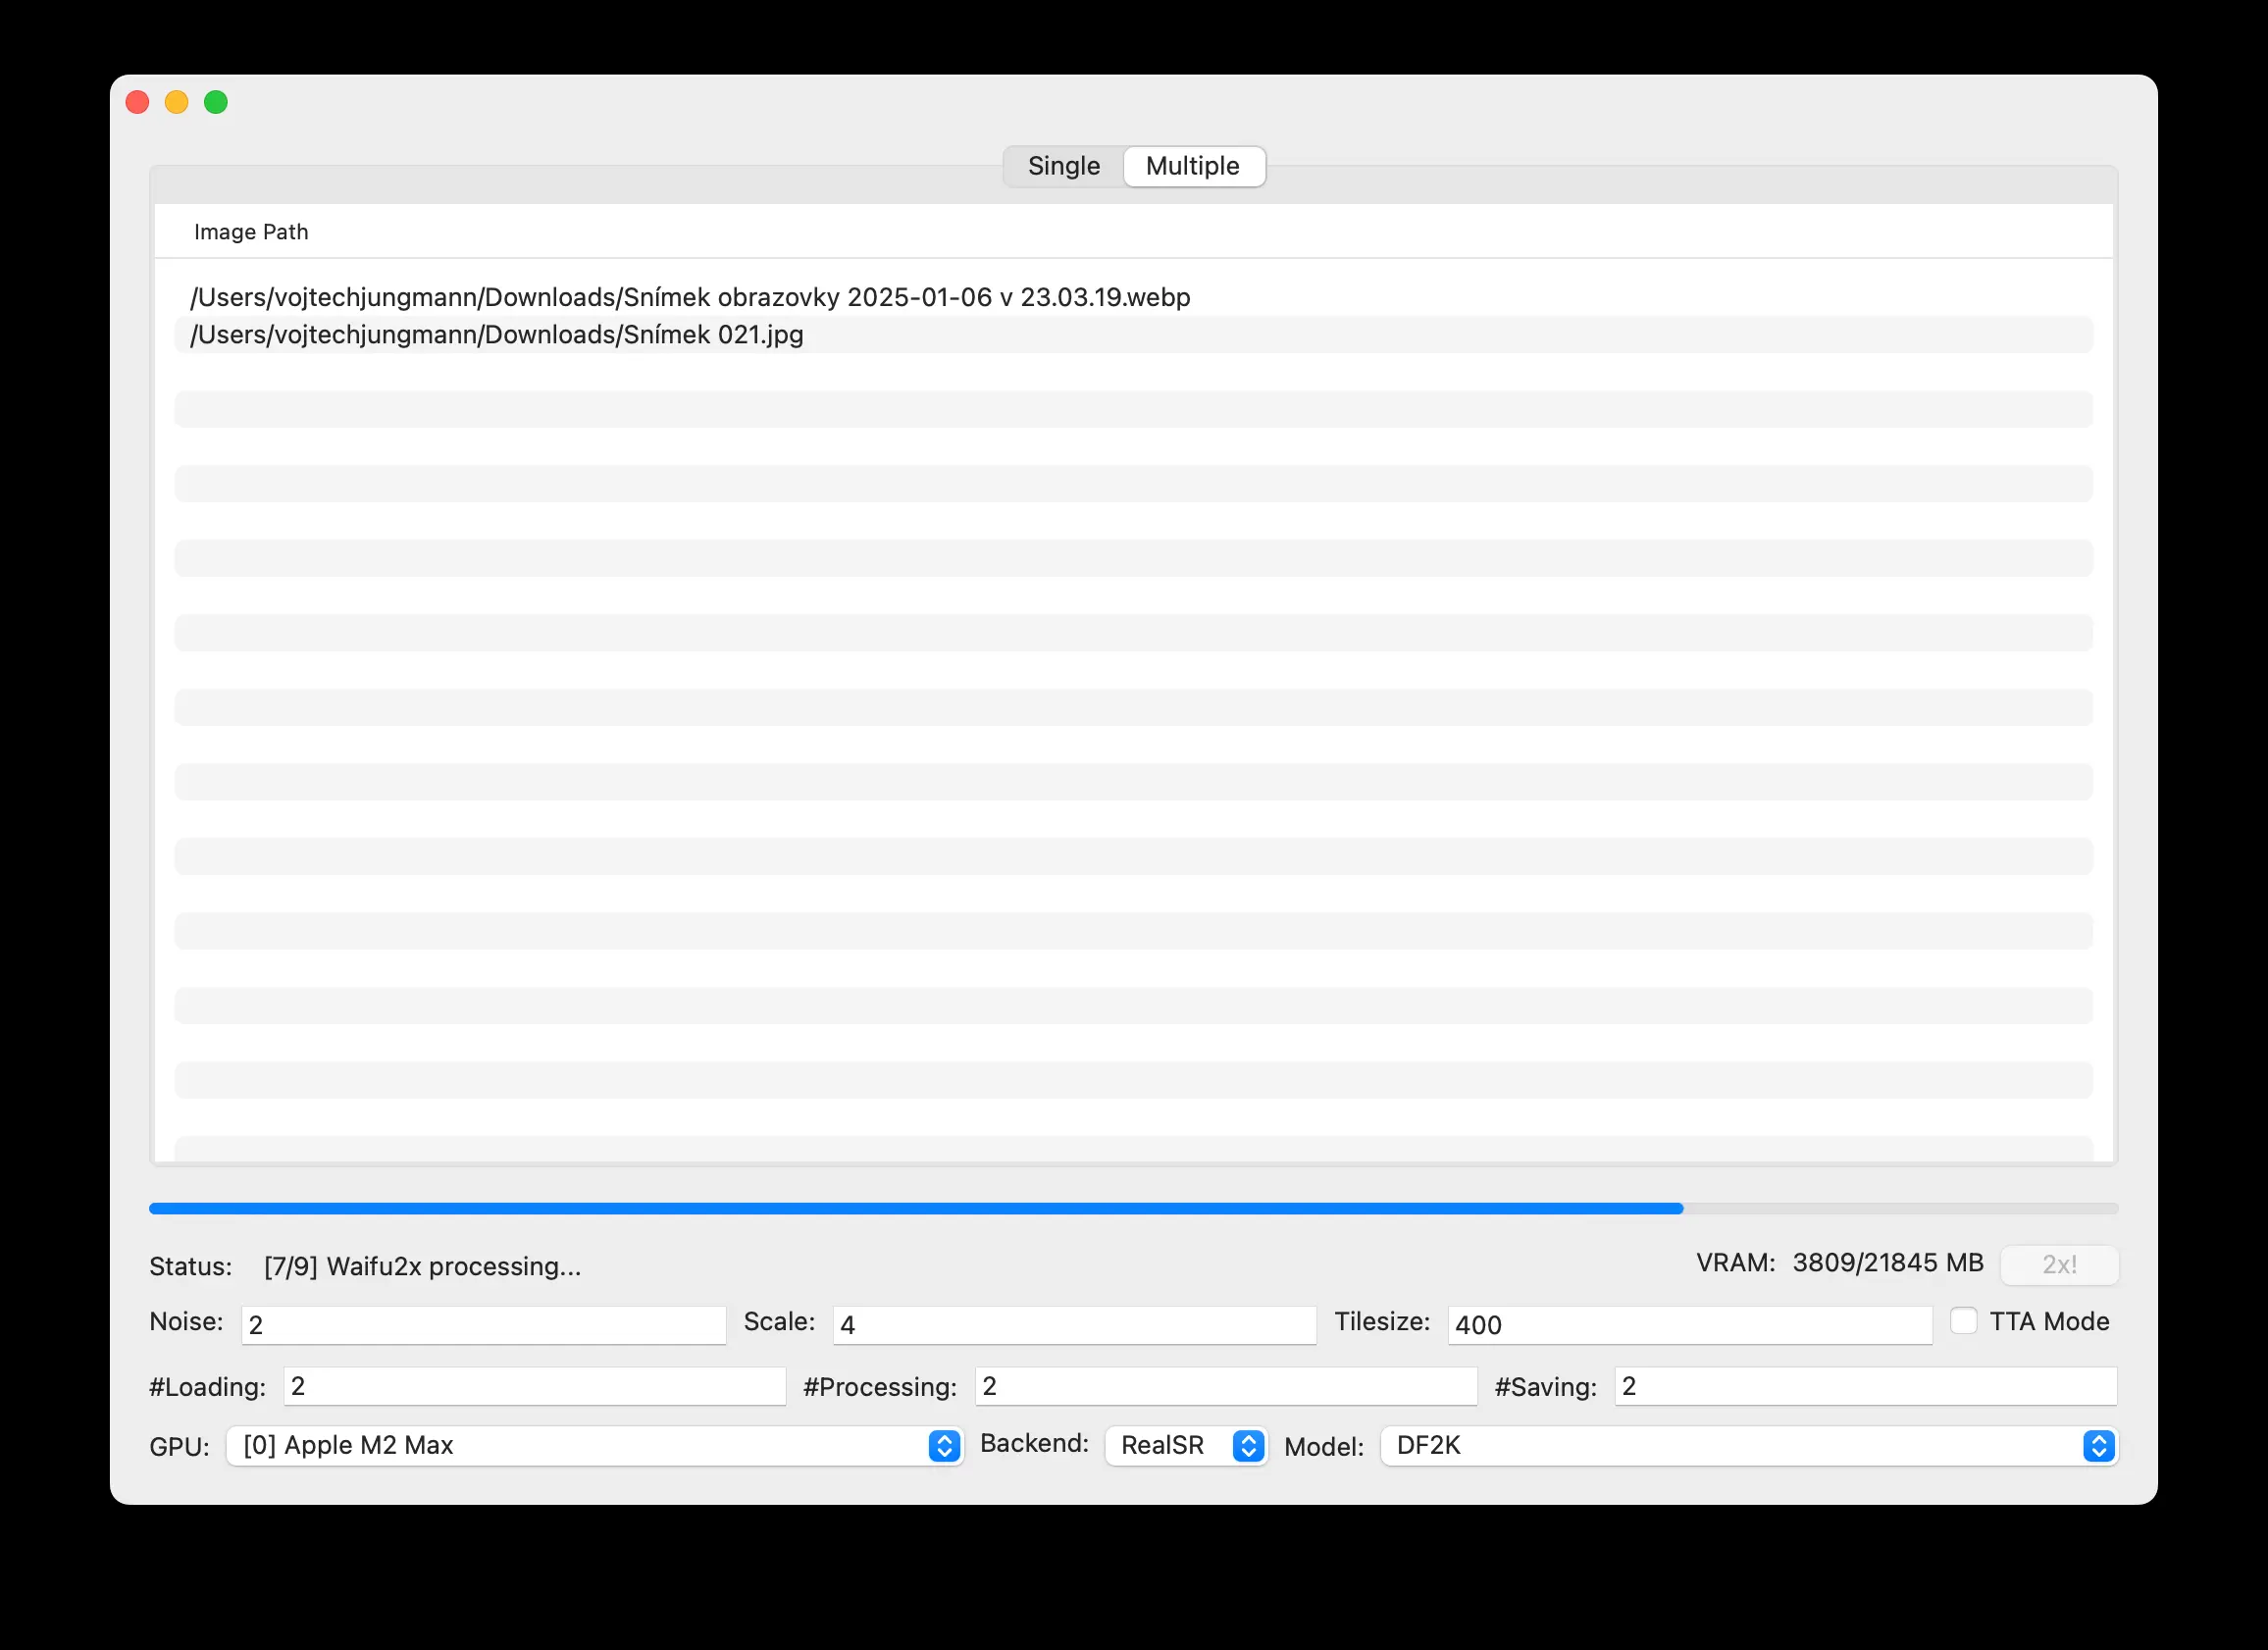 Single Multiple
Image Path
/Users/vojtechjungmann/Downloads/Snímek obrazovky 2025-01-06 v 23.03.19.webp
/Users/vojtechjungmann/Downloads/Snímek 021.jpg
Status: [7/9] Waifu2x processing... VRAM: 3809/21845 MB 2x!
Noise: 2 Scale: 4 Tilesize: 400 TTA Mode
#Loading: 2 #Processing: 2 #Saving: 2
GPU: [0] Apple M2 Max Backend: RealSR Model: DF2K